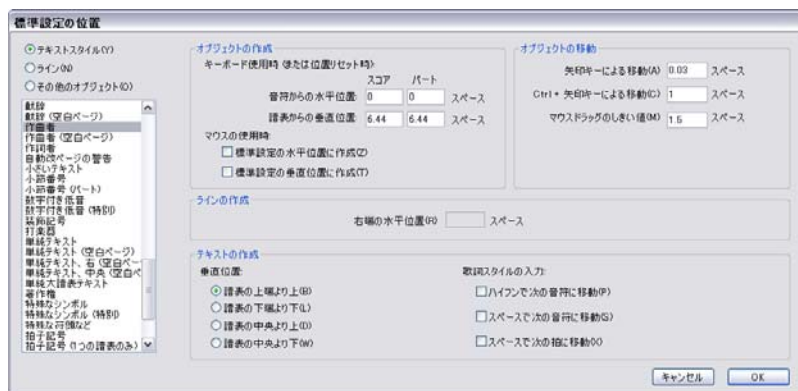 標準設定の位置
テキストスタイル(Y)
ライン(N)
その他のオブジェクト(O)
献辞
献辞 (空白ページ)
作曲者
作曲者 (空白ページ)
作詞者
自動改ページの警告
小さいテキスト
小節番号
小節番号 (パート)
数字付き低音
数字付き低音 (特別)
装飾記号
打楽器
単純テキスト
単純テキスト (空白ページ)
単純テキスト、右 (空白ペー
単純テキスト、中央 (空白ペ
単純大譜表テキスト
著作権
特殊なシンボル
特殊なシンボル (特別)
特殊な符頭など
拍子記号
拍子記号 (1つの譜表のみ)
オブジェクトの作成
キーボード使用時 (または位置リセット時)
スコア パート
音符からの水平位置: 0 0 スペース
譜表からの垂直位置: 6.44 6.44 スペース
マウスの使用時:
標準設定の水平位置に作成(Z)
標準設定の垂直位置に作成(T)
オブジェクトの移動
矢印キーによる移動(A) 0.03 スペース
Ctrl + 矢印キーによる移動(C) 1 スペース
マウスドラッグのしきい値(M) 1.5 スペース
ラインの作成
右端の水平位置(R) スペース
テキストの作成
垂直位置:
譜表の上端より上(B)
譜表の下端より下(L)
譜表の中央より上(D)
譜表の中央より下(W)
歌詞スタイルの入力:
ハイフンで次の音符に移動(P)
スペースで次の音符に移動(S)
スペースで次の拍に移動(X)
キャンセル OK